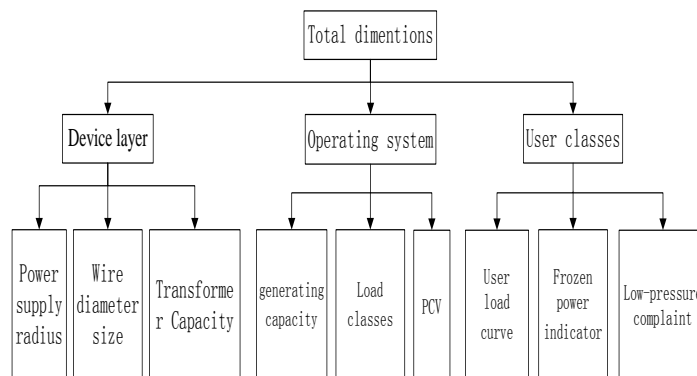 Total dimentions
Device layer
Operating system
User classes
Power
supply
radius
Wire
diameter
size
Transforme
r Capacity
generating
capacity
Load
classes
PCV
User
load
curve
Frozen
power
indicator
Low-pressure
complaint